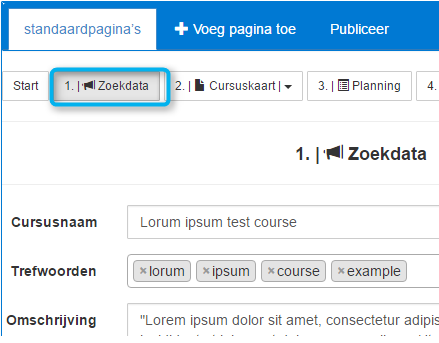 standaardpagina's + Voeg pagina toe Publiceer
Start 1. | Zoekdata 2. | Cursuskaart | 3. | Planning 4.
1. | Zoekdata
Cursusnaam Lorum ipsum test course
Trefwoorden ×lorum ×ipsum ×course ×example
Omschrijving "Lorem ipsum dolor sit amet, consectetur adipis